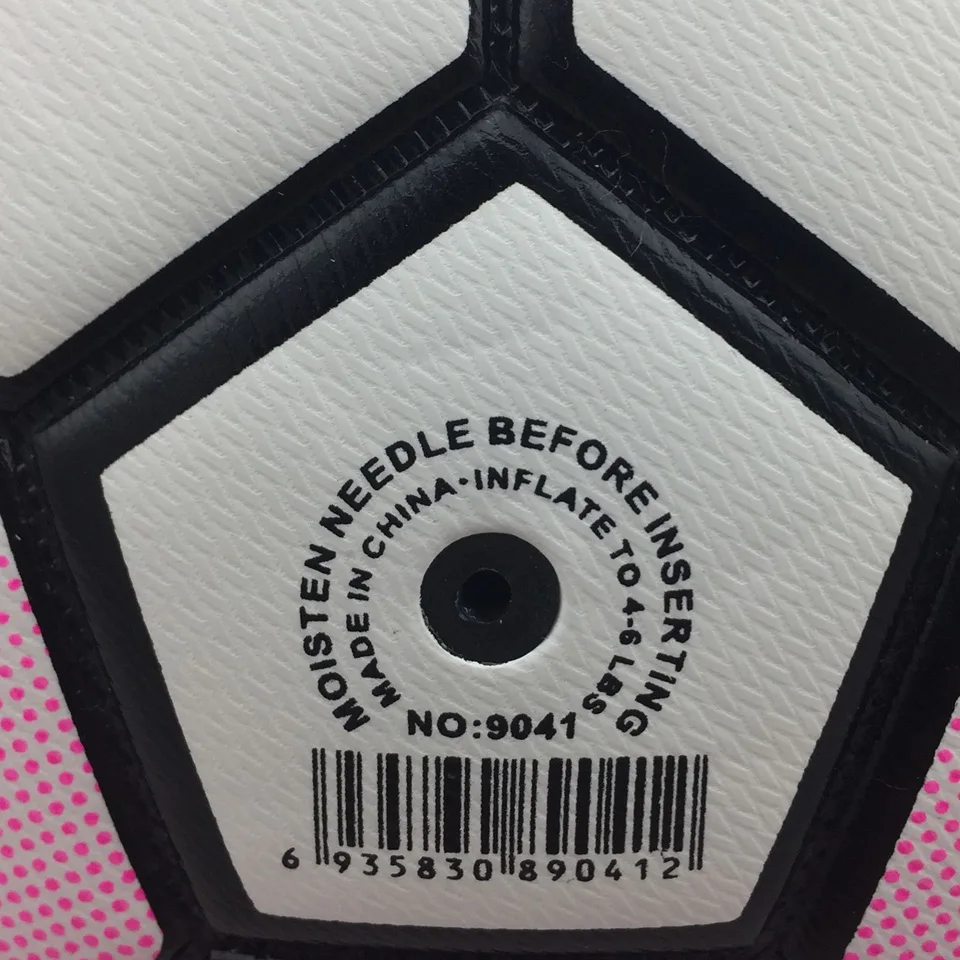 MOISTEN NEEDLE BEFORE INSERTING
MADE IN CHINA·INFLATE TO 4-6 LBS
NO:9041
6 935830 890412